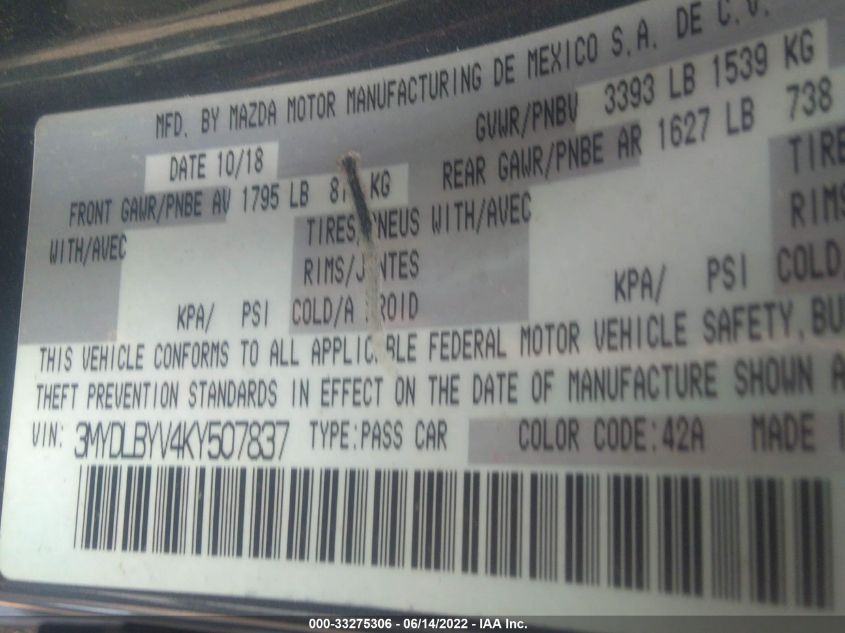 MFD. BY MAZDA MOTOR MANUFACTURING DE MEXICO S.A. DE C.V.
DATE 10/18 GVWR/PNBV 3393 LB 1539 KG
FRONT GAWR/PNBE AV 1795 LB KG REAR GAWR/PNBE AR 1627 LB 738
WITH/AVEC TIRES/PNEUS WITH/AVEC TIRE
RIMS/JANTES RIMS
KPA/ PSI COLD/A FROID KPA/ PSI COLD
THIS VEHICLE CONFORMS TO ALL APPLICABLE FEDERAL MOTOR VEHICLE SAFETY, BU
THEFT PREVENTION STANDARDS IN EFFECT ON THE DATE OF MANUFACTURE SHOWN A
VIN: 3MYDLBYV4KY507837 TYPE:PASS CAR COLOR CODE:42A MADE
000-33275306 - 06/14/2022 - IAA Inc.